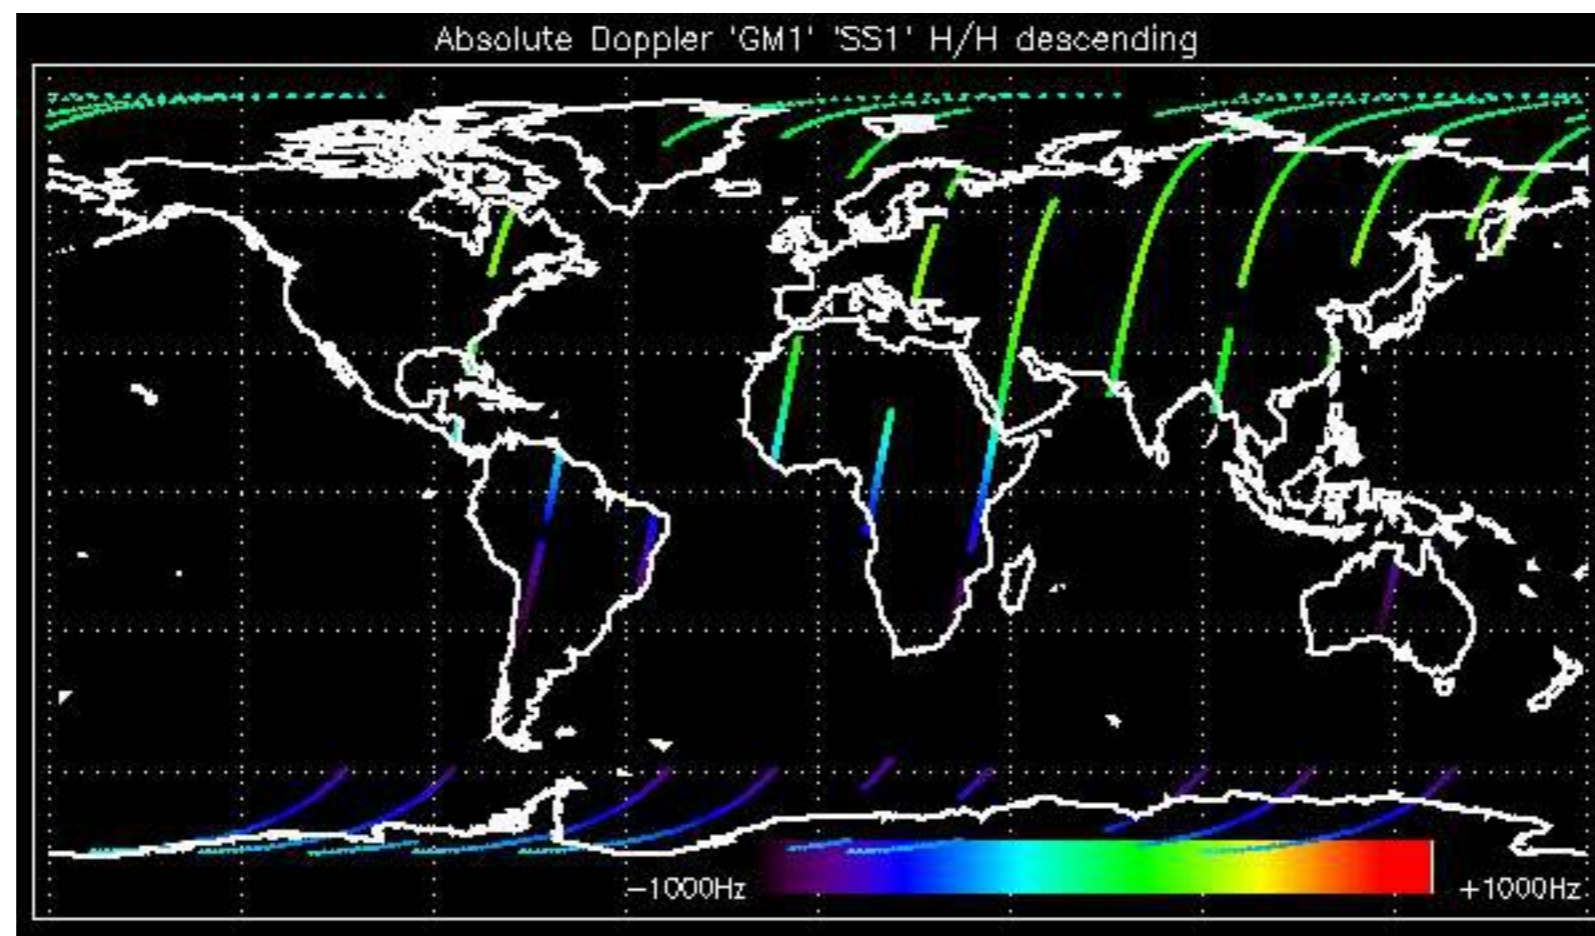 Absolute Doppler 'GM1' 'SS1' H/H descending
-1000Hz
+1000Hz